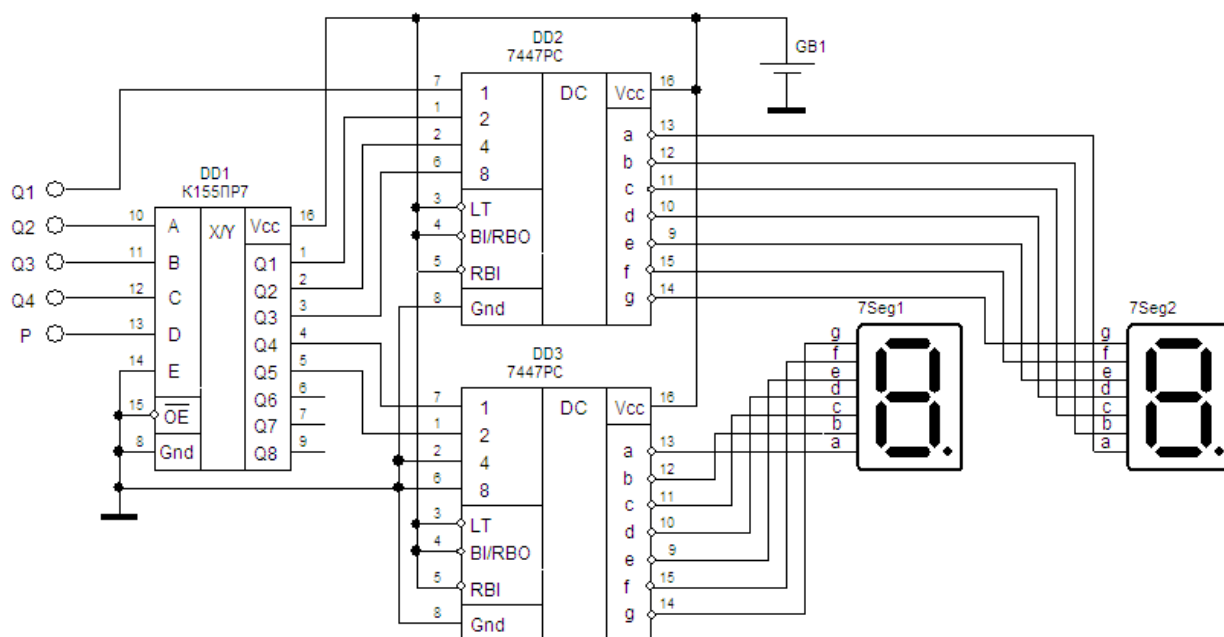 DD2
7447PC
GB1
7 1 DC Vcc 16
1 2
2 4
6 8
a 13
b 12
c 11
d 10
e 9
f 15
g 14
3 LT
4 BI/RBO
5 RBI
8 Gnd
DD1
К155ПР7
Q1
Q2 10 A X/Y Vcc 16
Q3 11 B Q1 1
Q4 12 C Q2 2
P 13 D Q3 3
14 E Q4 4
15 OE Q5 5
8 Gnd Q6 6
Q7 7
Q8 9
7Seg1
g
f
e
d
c
b
a
7Seg2
g
f
e
d
c
b
a
DD3
7447PC
7 1 DC Vcc 16
1 2
2 4
6 8
a 13
b 12
c 11
d 10
e 9
f 15
g 14
3 LT
4 BI/RBO
5 RBI
8 Gnd